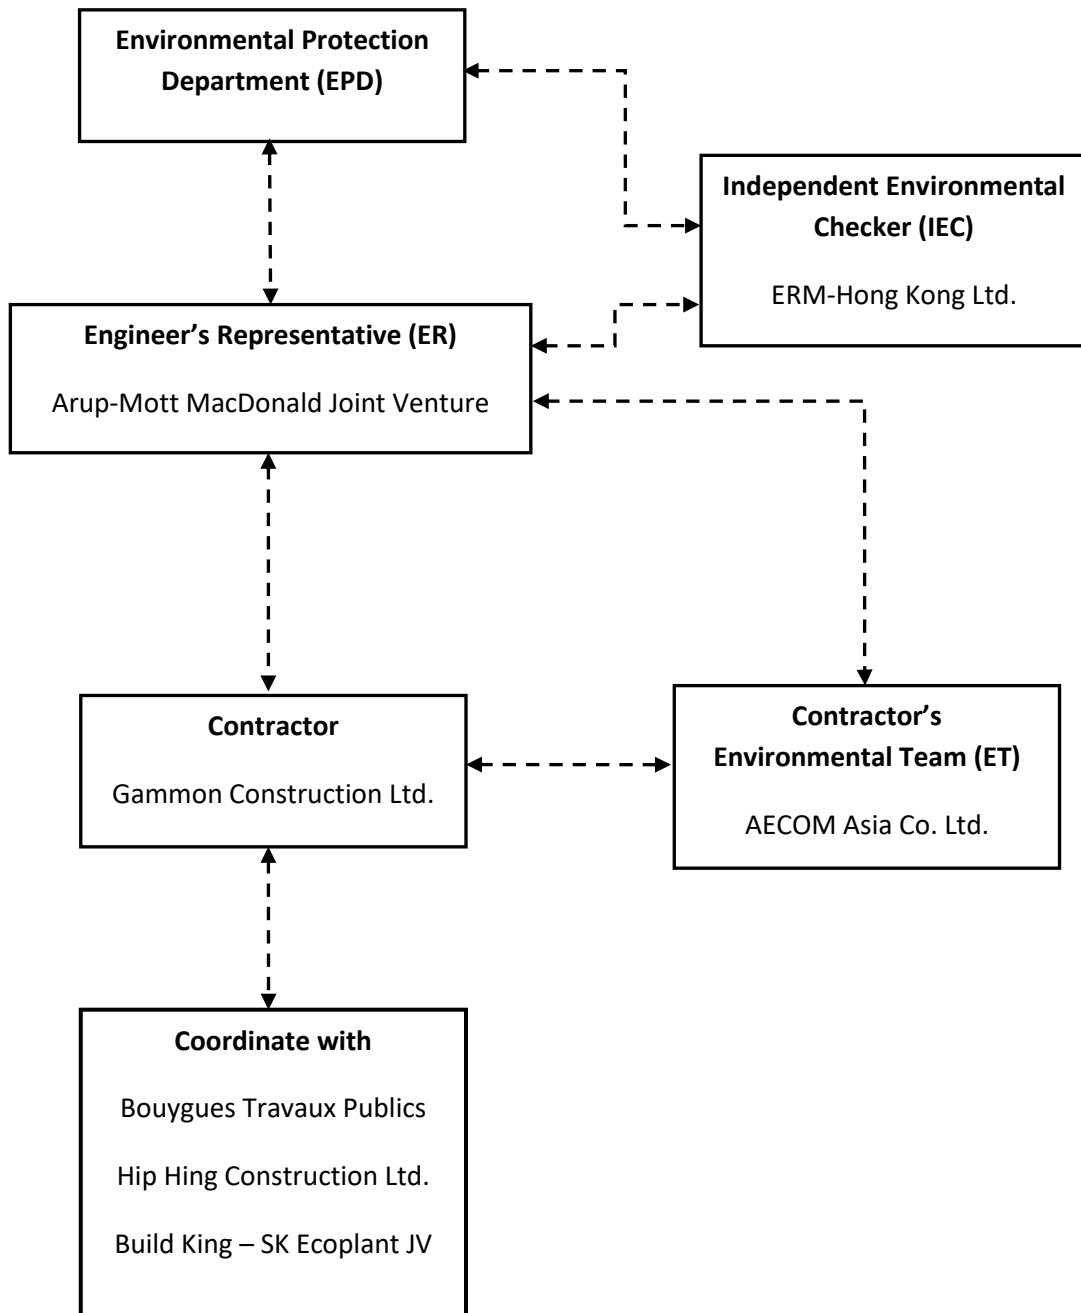 Environmental Protection
Department (EPD)
Independent Environmental
Checker (IEC)
ERM-Hong Kong Ltd.
Engineer’s Representative (ER)
Arup-Mott MacDonald Joint Venture
Contractor
Gammon Construction Ltd.
Contractor’s
Environmental Team (ET)
AECOM Asia Co. Ltd.
Coordinate with
Bouygues Travaux Publics
Hip Hing Construction Ltd.
Build King – SK Ecoplant JV